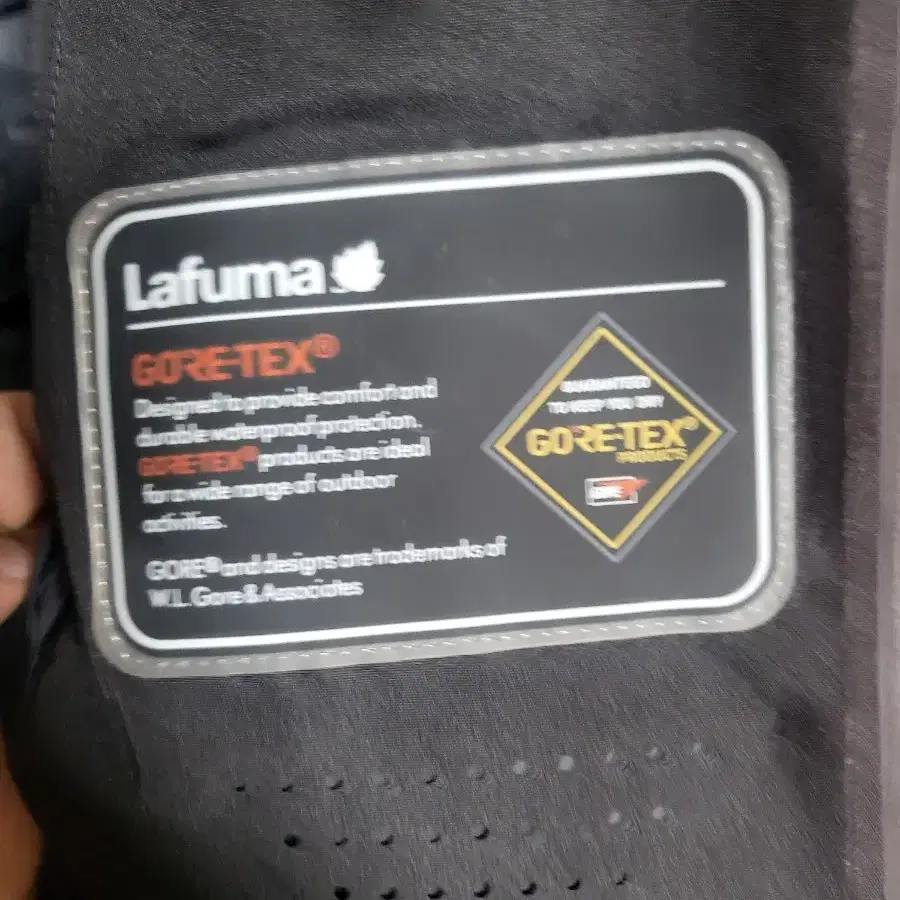 Lafuma
GORE-TEX®
Designed to provide comfort and
durable waterproof protection.
GORE-TEX® products are ideal
for a wide range of outdoor
activities.
GORE® and designs are trademarks of
W.L. Gore & Associates
GUARANTEED
TO KEEP YOU DRY
GORE-TEX®
PRODUCTS
GORE